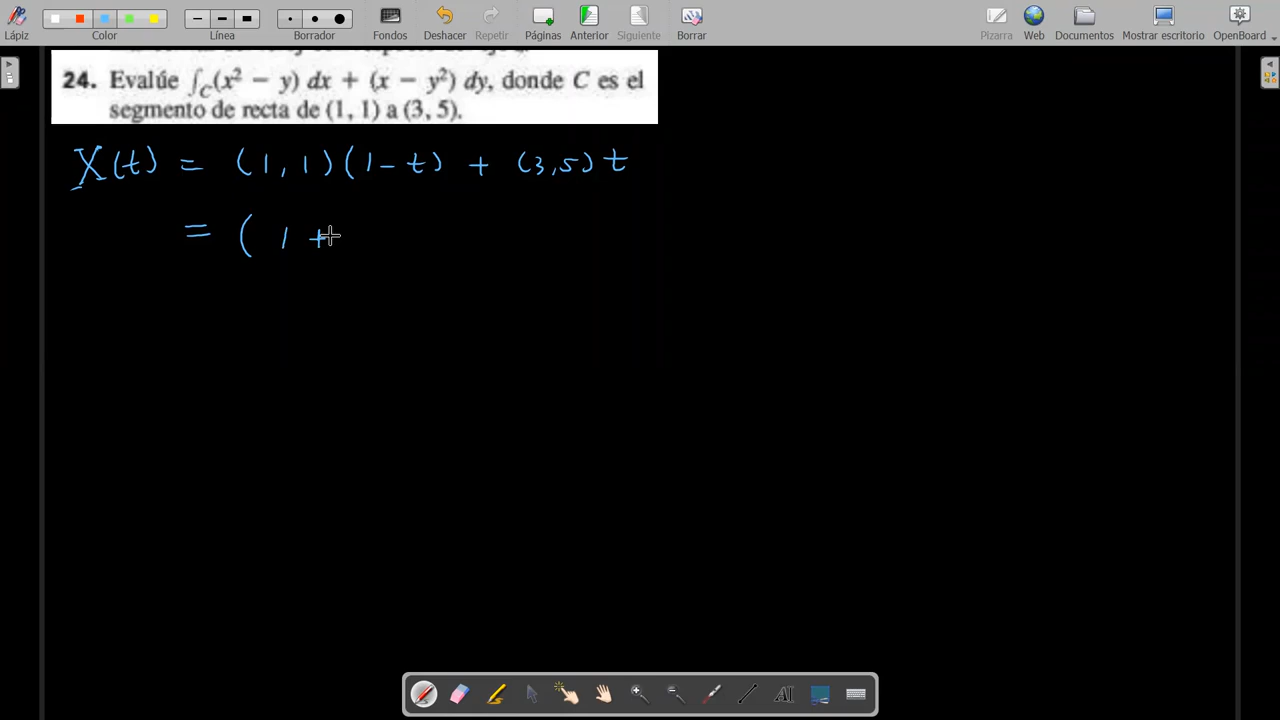 Lápiz Color Línea Borrador Fondos Deshacer Repetir Páginas Anterior Siguiente Borrar Pizarra Web Documentos Mostrar escritorio OpenBoard
24. Evalúe ∫C(x² − y) dx + (x − y²) dy, donde C es el
segmento de recta de (1, 1) a (3, 5).
X(t) = (1, 1)(1 − t) + (3,5)t
= ( 1 +
AI